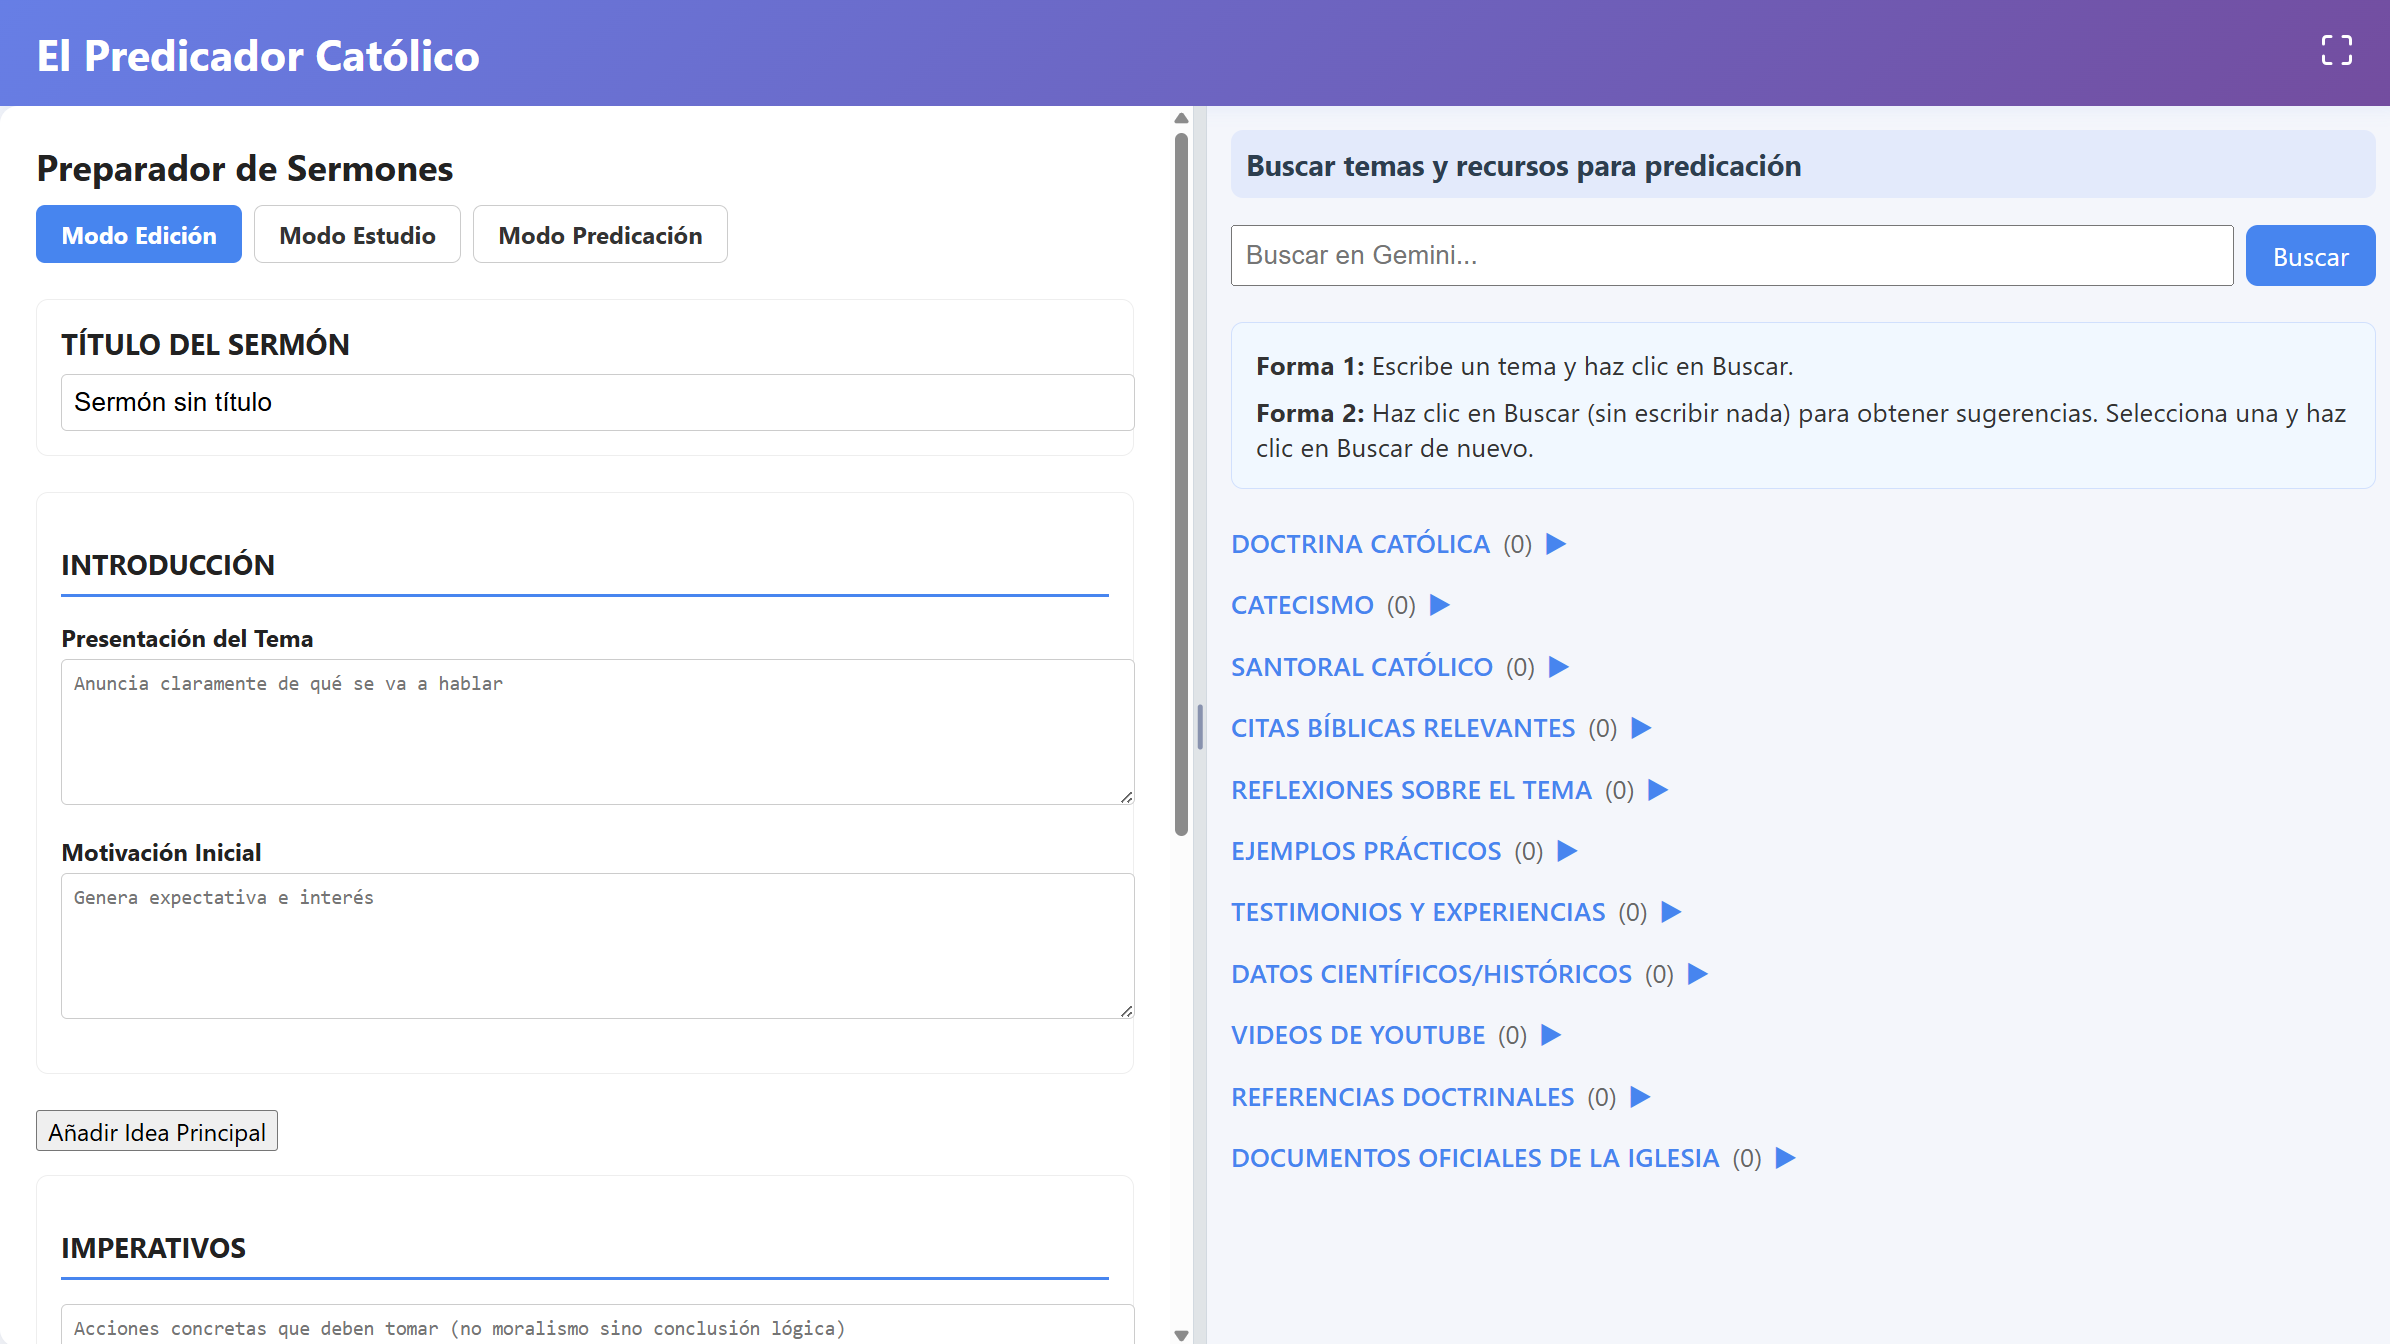 El Predicador Católico
Preparador de Sermones
Modo Edición
Modo Estudio
Modo Predicación
TÍTULO DEL SERMÓN
Sermón sin título
INTRODUCCIÓN
Presentación del Tema
Anuncia claramente de qué se va a hablar
Motivación Inicial
Genera expectativa e interés
Añadir Idea Principal
IMPERATIVOS
Acciones concretas que deben tomar (no moralismo sino conclusión lógica)
Buscar temas y recursos para predicación
Buscar en Gemini...
Buscar
Forma 1: Escribe un tema y haz clic en Buscar.
Forma 2: Haz clic en Buscar (sin escribir nada) para obtener sugerencias. Selecciona una y haz
clic en Buscar de nuevo.
DOCTRINA CATÓLICA (0) ▶
CATECISMO (0) ▶
SANTORAL CATÓLICO (0) ▶
CITAS BÍBLICAS RELEVANTES (0) ▶
REFLEXIONES SOBRE EL TEMA (0) ▶
EJEMPLOS PRÁCTICOS (0) ▶
TESTIMONIOS Y EXPERIENCIAS (0) ▶
DATOS CIENTÍFICOS/HISTÓRICOS (0) ▶
VIDEOS DE YOUTUBE (0) ▶
REFERENCIAS DOCTRINALES (0) ▶
DOCUMENTOS OFICIALES DE LA IGLESIA (0) ▶